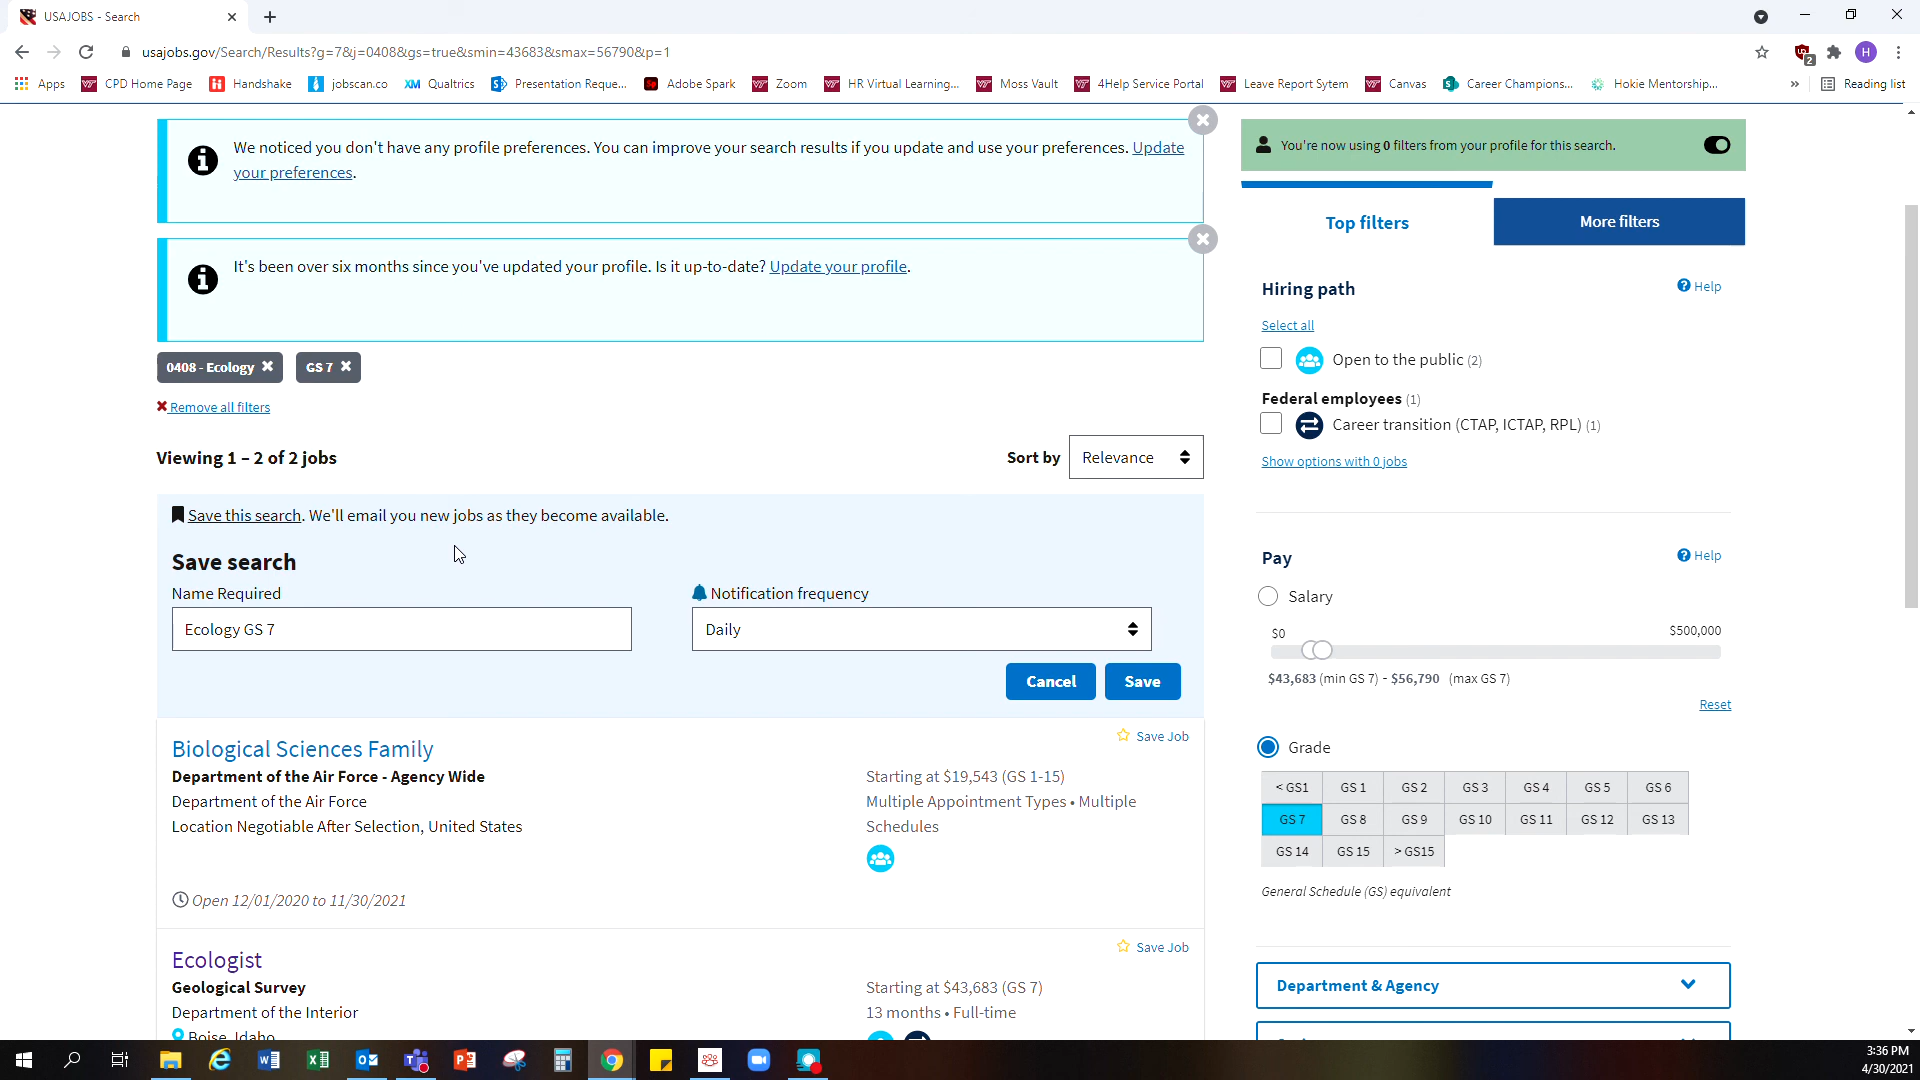 USAJOBS - Search
usajobs.gov/Search/Results?g=7&j=0408&gs=true&smin=43683&smax=56790&p=1
H
2
Apps
CPD Home Page
Handshake
jobscan.co
XM Qualtrics
Presentation Reque...
Adobe Spark
Zoom
HR Virtual Learning...
Moss Vault
4Help Service Portal
Leave Report Sytem
Canvas
Career Champions...
Hokie Mentorship...
»
Reading list
We noticed you don't have any profile preferences. You can improve your search results if you update and use your preferences. Update
your preferences.
It's been over six months since you've updated your profile. Is it up-to-date? Update your profile.
0408 - Ecology
GS 7
Remove all filters
Viewing 1 – 2 of 2 jobs
Sort by
Relevance
Save this search. We'll email you new jobs as they become available.
Save search
Name Required
Notification frequency
Ecology GS 7
Daily
Cancel
Save
Biological Sciences Family
Save Job
Department of the Air Force - Agency Wide
Starting at $19,543 (GS 1-15)
Department of the Air Force
Multiple Appointment Types • Multiple
Location Negotiable After Selection, United States
Schedules
Open 12/01/2020 to 11/30/2021
Ecologist
Save Job
Geological Survey
Starting at $43,683 (GS 7)
Department of the Interior
13 months • Full-time
Boise, Idaho
You're now using 0 filters from your profile for this search.
Top filters
More filters
Hiring path
Help
Select all
Open to the public (2)
Federal employees (1)
Career transition (CTAP, ICTAP, RPL) (1)
Show options with 0 jobs
Pay
Help
Salary
$0
$500,000
$43,683 (min GS 7) - $56,790 (max GS 7)
Reset
Grade
< GS1 GS 1 GS 2 GS 3 GS 4 GS 5 GS 6
GS 7 GS 8 GS 9 GS 10 GS 11 GS 12 GS 13
GS 14 GS 15 > GS15
General Schedule (GS) equivalent
Department & Agency
3:36 PM
4/30/2021